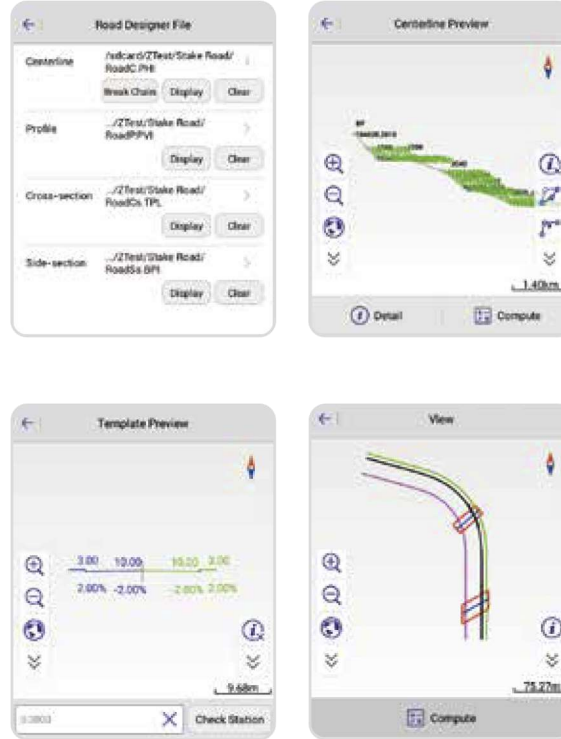 Road Designer File
Centerline
/sdcard/ZTest/Stake Road/
RoadC.PHI
Break Chain Display Clear
Profile
.../ZTest/Stake Road/
RoadP.PVI
Display Clear
Cross-section
.../ZTest/Stake Road/
RoadCs.TPL
Display Clear
Side-section
.../ZTest/Stake Road/
RoadSs.BPI
Display Clear
Centerline Preview
BP
1.40km
Detail Compute
Template Preview
3.00 10.00 10.00 3.00
2.00% -2.00% -2.00% 2.00%
9.68m
Check Station
View
75.27m
Compute